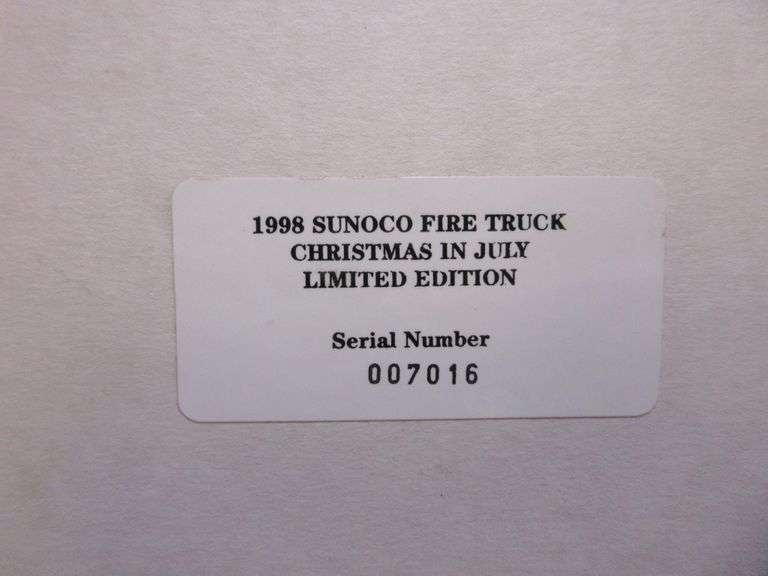 1998 SUNOCO FIRE TRUCK
CHRISTMAS IN JULY
LIMITED EDITION
Serial Number
007016